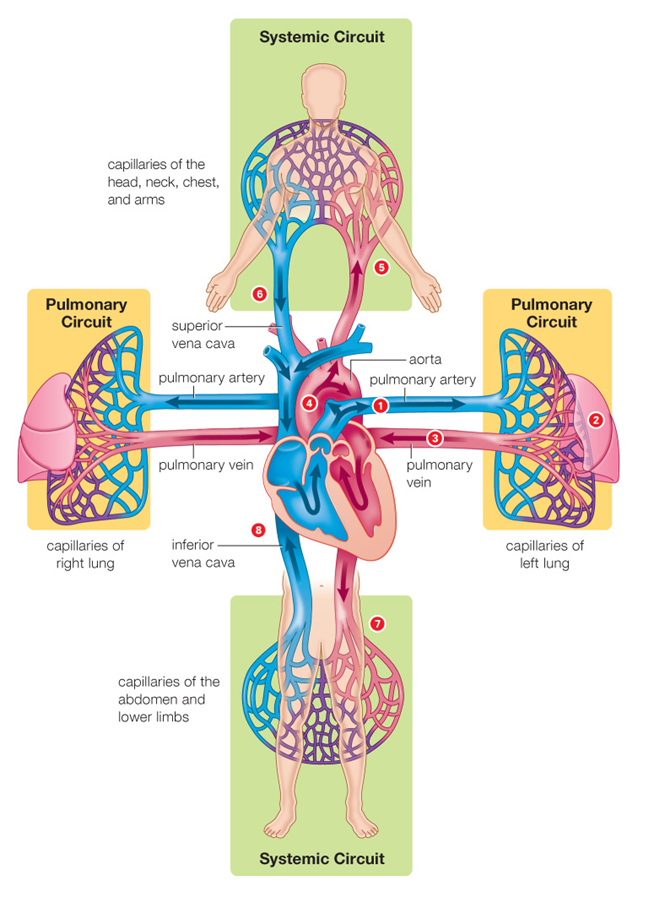 Systemic Circuit
capillaries of the
head, neck, chest,
and arms
5
6
Pulmonary
Circuit
Pulmonary
Circuit
superior
vena cava
aorta
pulmonary artery
pulmonary artery
4
1
2
3
pulmonary vein
pulmonary
vein
8
capillaries of
right lung
inferior
vena cava
capillaries of
left lung
7
capillaries of the
abdomen and
lower limbs
Systemic Circuit